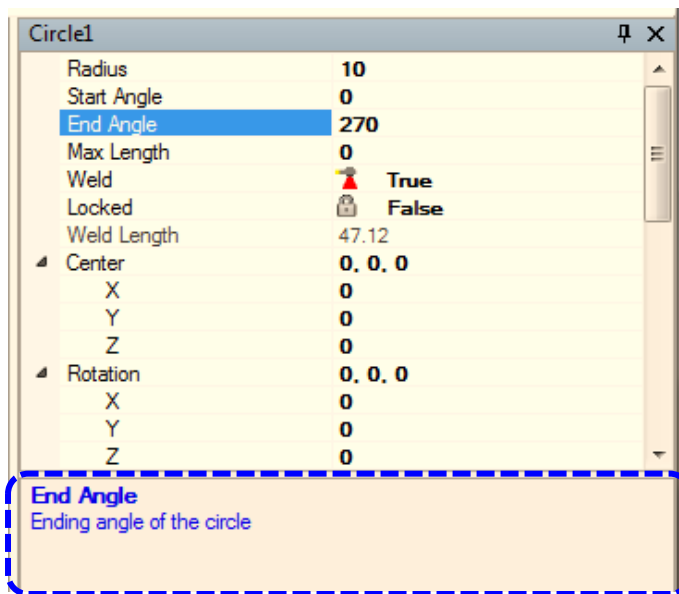 Circle1
Radius 10
Start Angle 0
End Angle 270
Max Length 0
Weld True
Locked False
Weld Length 47.12
Center 0, 0, 0
X 0
Y 0
Z 0
Rotation 0, 0, 0
X 0
Y 0
Z 0
End Angle
Ending angle of the circle